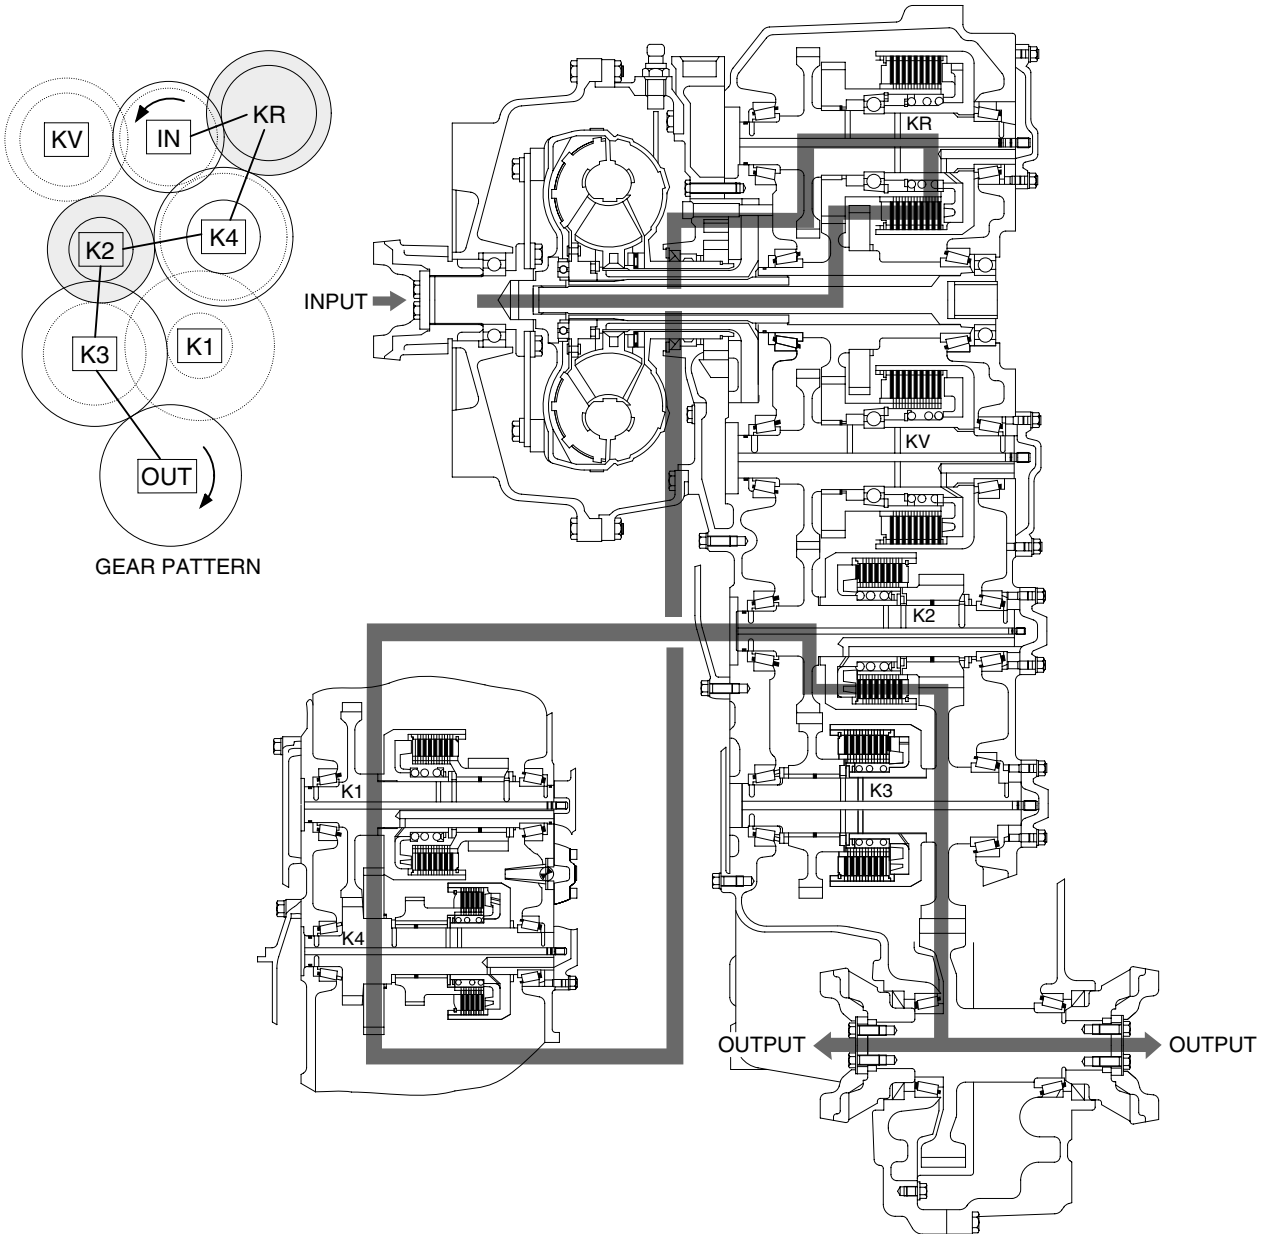 KV
IN
KR
K2
K4
K3
K1
OUT
GEAR PATTERN
INPUT
KR
KV
K2
K3
K1
K4
OUTPUT
OUTPUT